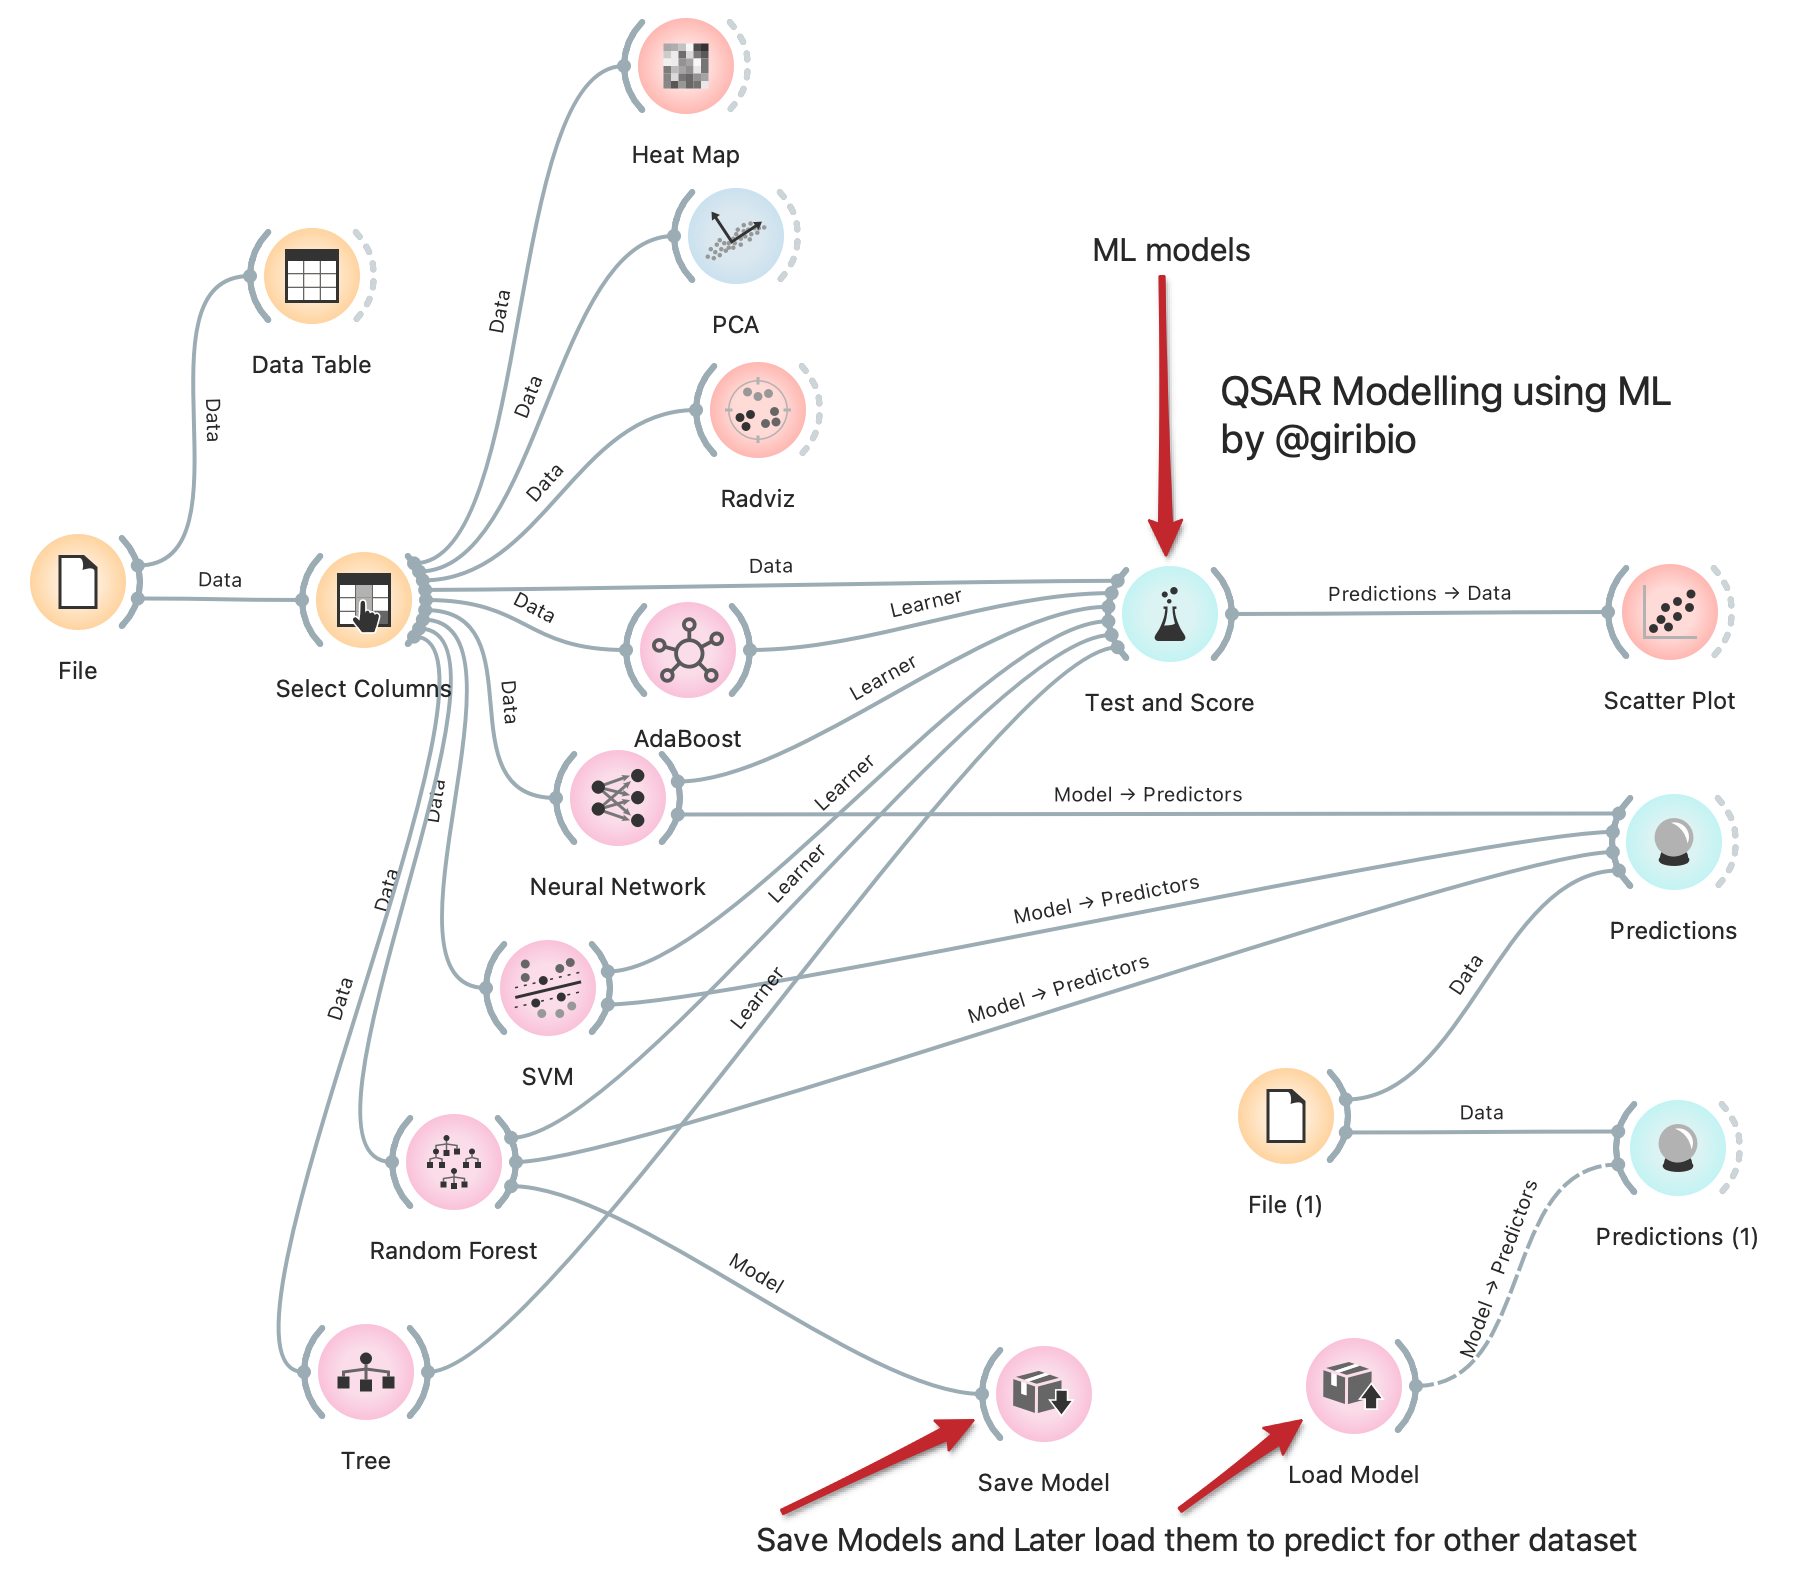 Heat Map
Data
PCA
Data
ML models
Data Table
Data
QSAR Modelling using ML
by @giribio
Radviz
Data
File
Data
Select Columns
Data
Data
AdaBoost
Learner
Test and Score
Predictions → Data
Scatter Plot
Data
Neural Network
Learner
Model → Predictors
Predictions
Data
SVM
Learner
Model → Predictors
Data
Random Forest
Learner
Model → Predictors
Data
Tree
Learner
Data
File (1)
Data
Predictions (1)
Model → Predictors
Model
Save Model
Load Model
Save Models and Later load them to predict for other dataset